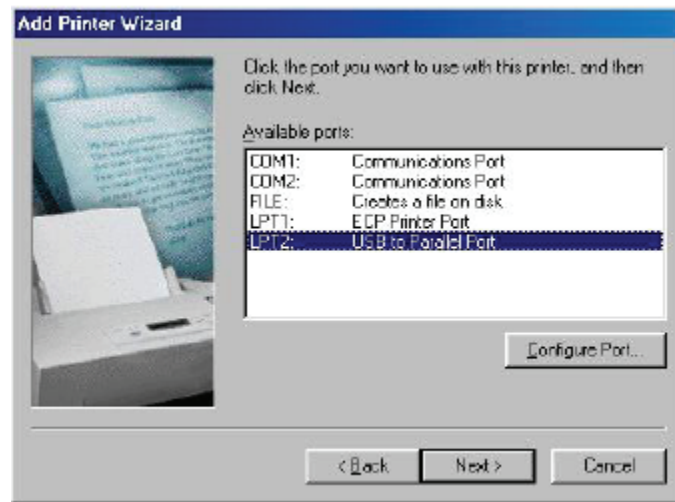 Add Printer Wizard
Click the port you want to use with this printer, and then
click Next.
Available ports:
COM1: Communications Port
COM2: Communications Port
FILE: Creates a file on disk
LPT1: ECP Printer Port
LPT2: USB to Parallel Port
Configure Port...
< Back Next > Cancel